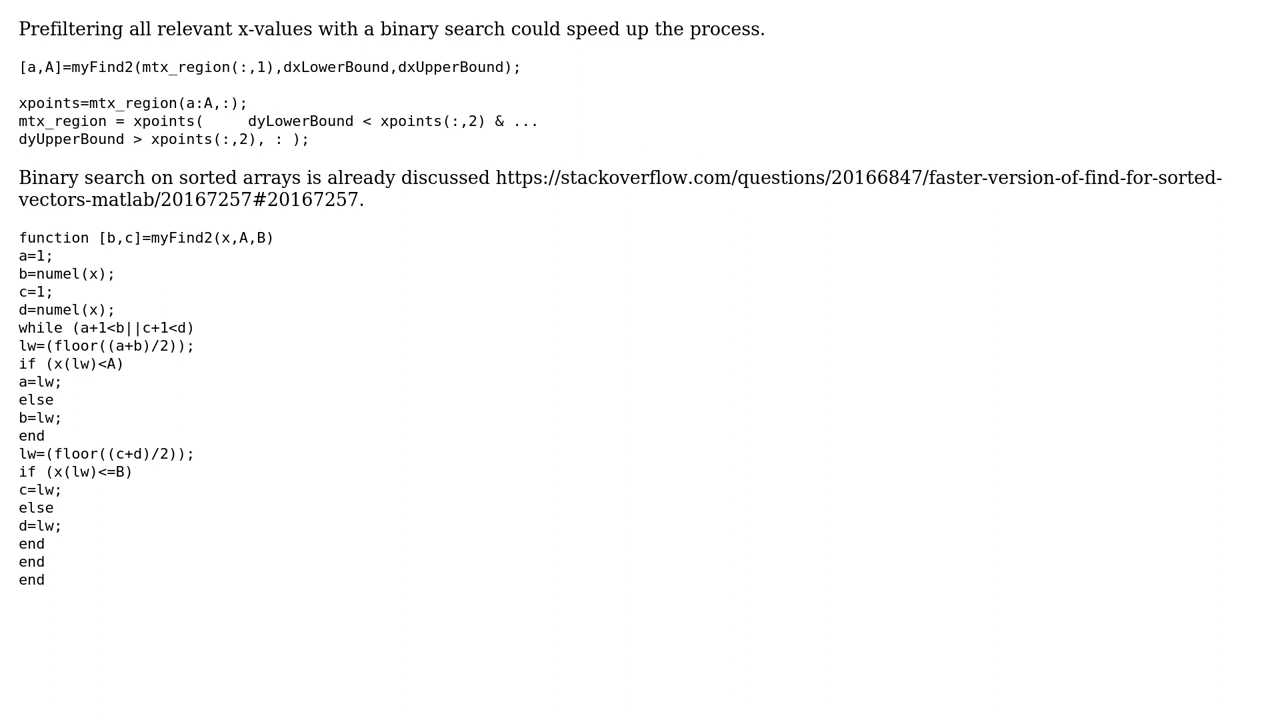 Prefiltering all relevant x-values with a binary search could speed up the process.
[a,A]=myFind2(mtx_region(:,1),dxLowerBound,dxUpperBound);
xpoints=mtx_region(a:A,:);
mtx_region = xpoints(     dyLowerBound < xpoints(:,2) & ...
dyUpperBound > xpoints(:,2), : );
Binary search on sorted arrays is already discussed https://stackoverflow.com/questions/20166847/faster-version-of-find-for-sorted-
vectors-matlab/20167257#20167257.
function [b,c]=myFind2(x,A,B)
a=1;
b=numel(x);
c=1;
d=numel(x);
while (a+1<b||c+1<d)
lw=(floor((a+b)/2));
if (x(lw)<A)
a=lw;
else
b=lw;
end
lw=(floor((c+d)/2));
if (x(lw)<=B)
c=lw;
else
d=lw;
end
end
end